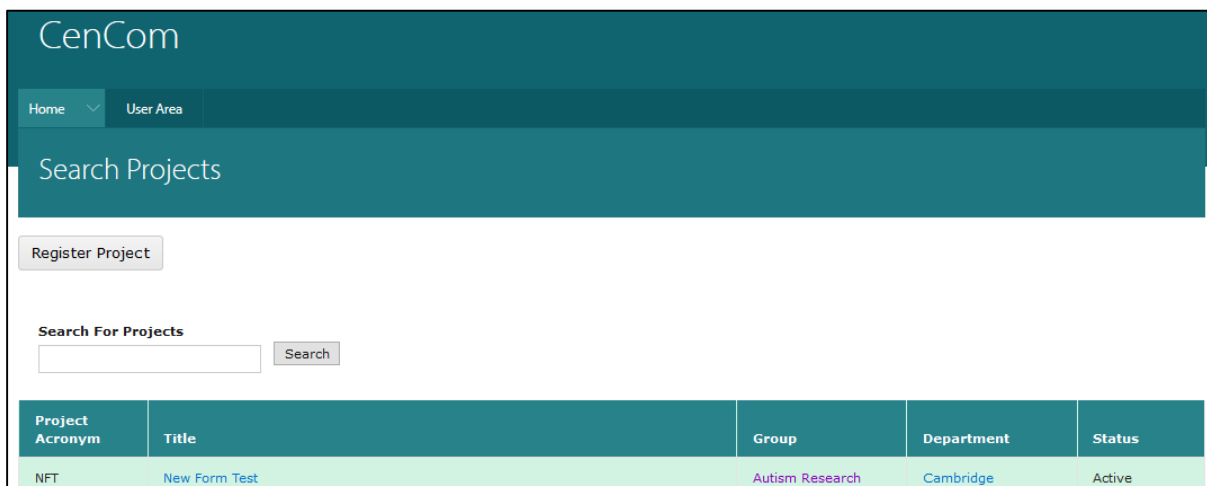 CenCom
Home User Area
Search Projects
Register Project
Search For Projects
Search
Project
Acronym Title Group Department Status
NFT New Form Test Autism Research Cambridge Active